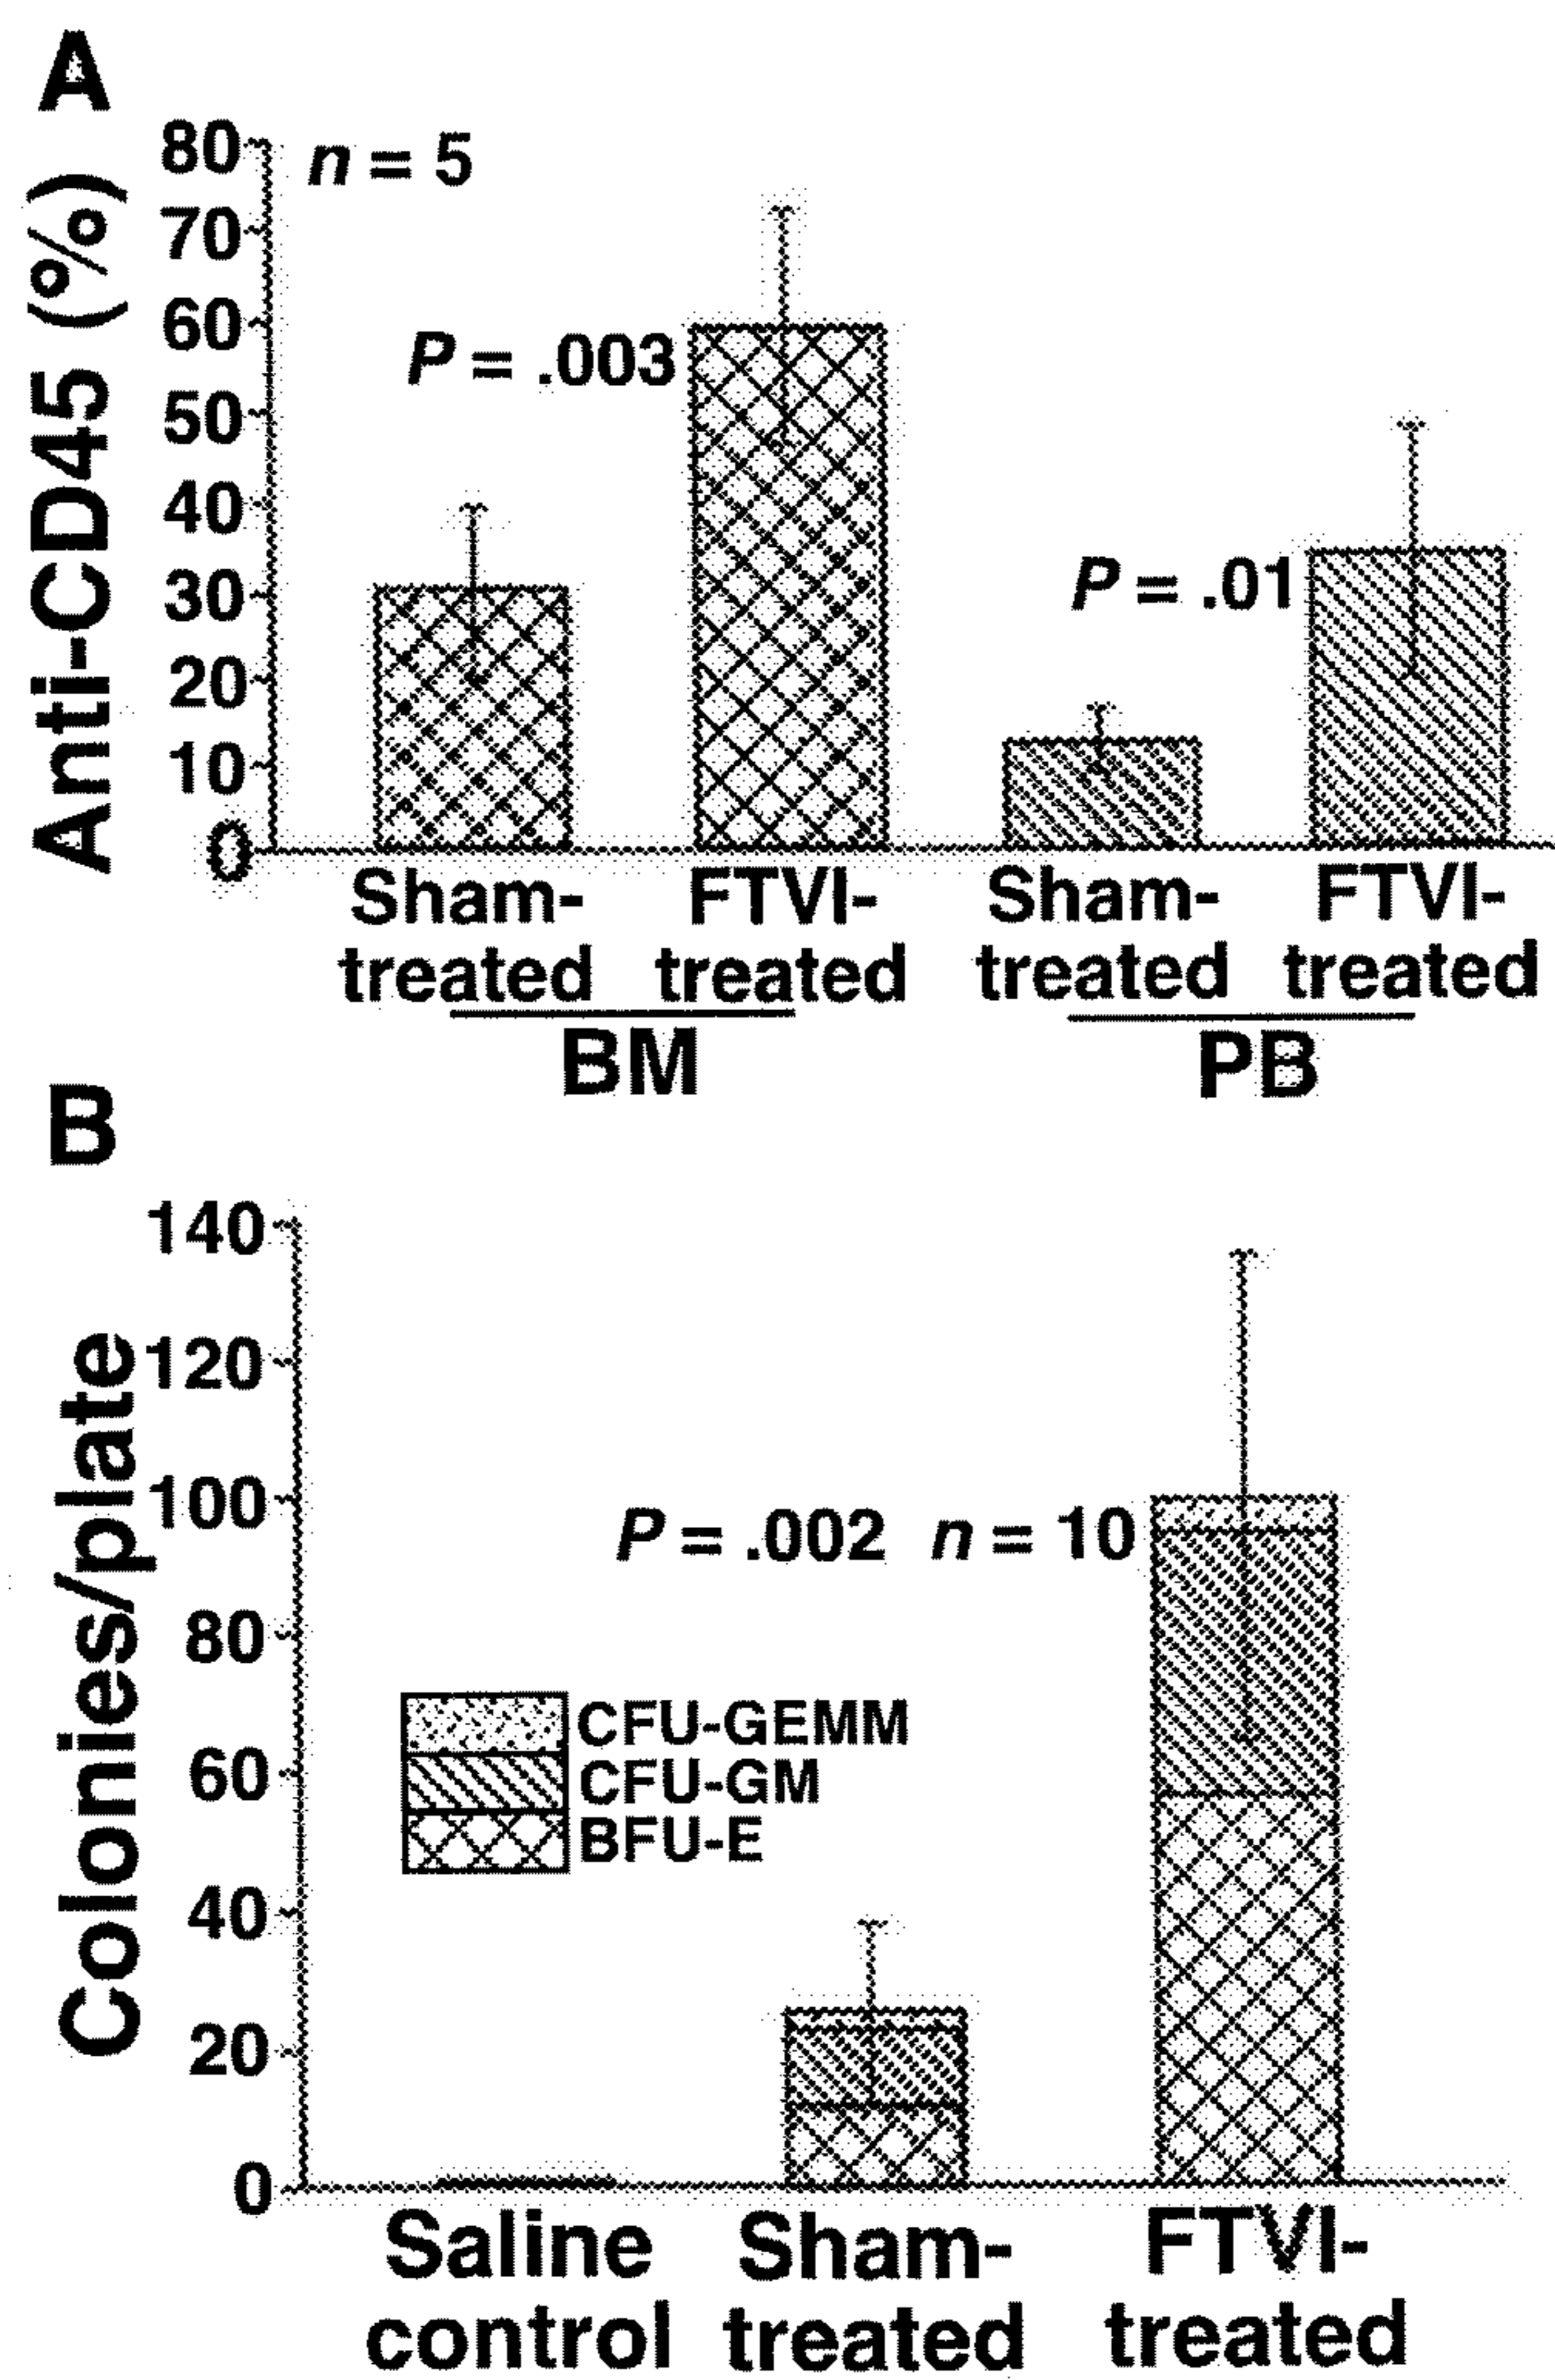 A
80
n = 5
70
60
P = .003
50
40
30
P = .01
20
10
0
Anti-CD45 (%)
Sham-treated
FTVI-treated
Sham-treated
FTVI-treated
BM
PB
B
140
120
100
P = .002 n = 10
80
60
40
20
0
Colonies/plate
CFU-GEMM
CFU-GM
BFU-E
Saline control
Sham-treated
FTVI-treated